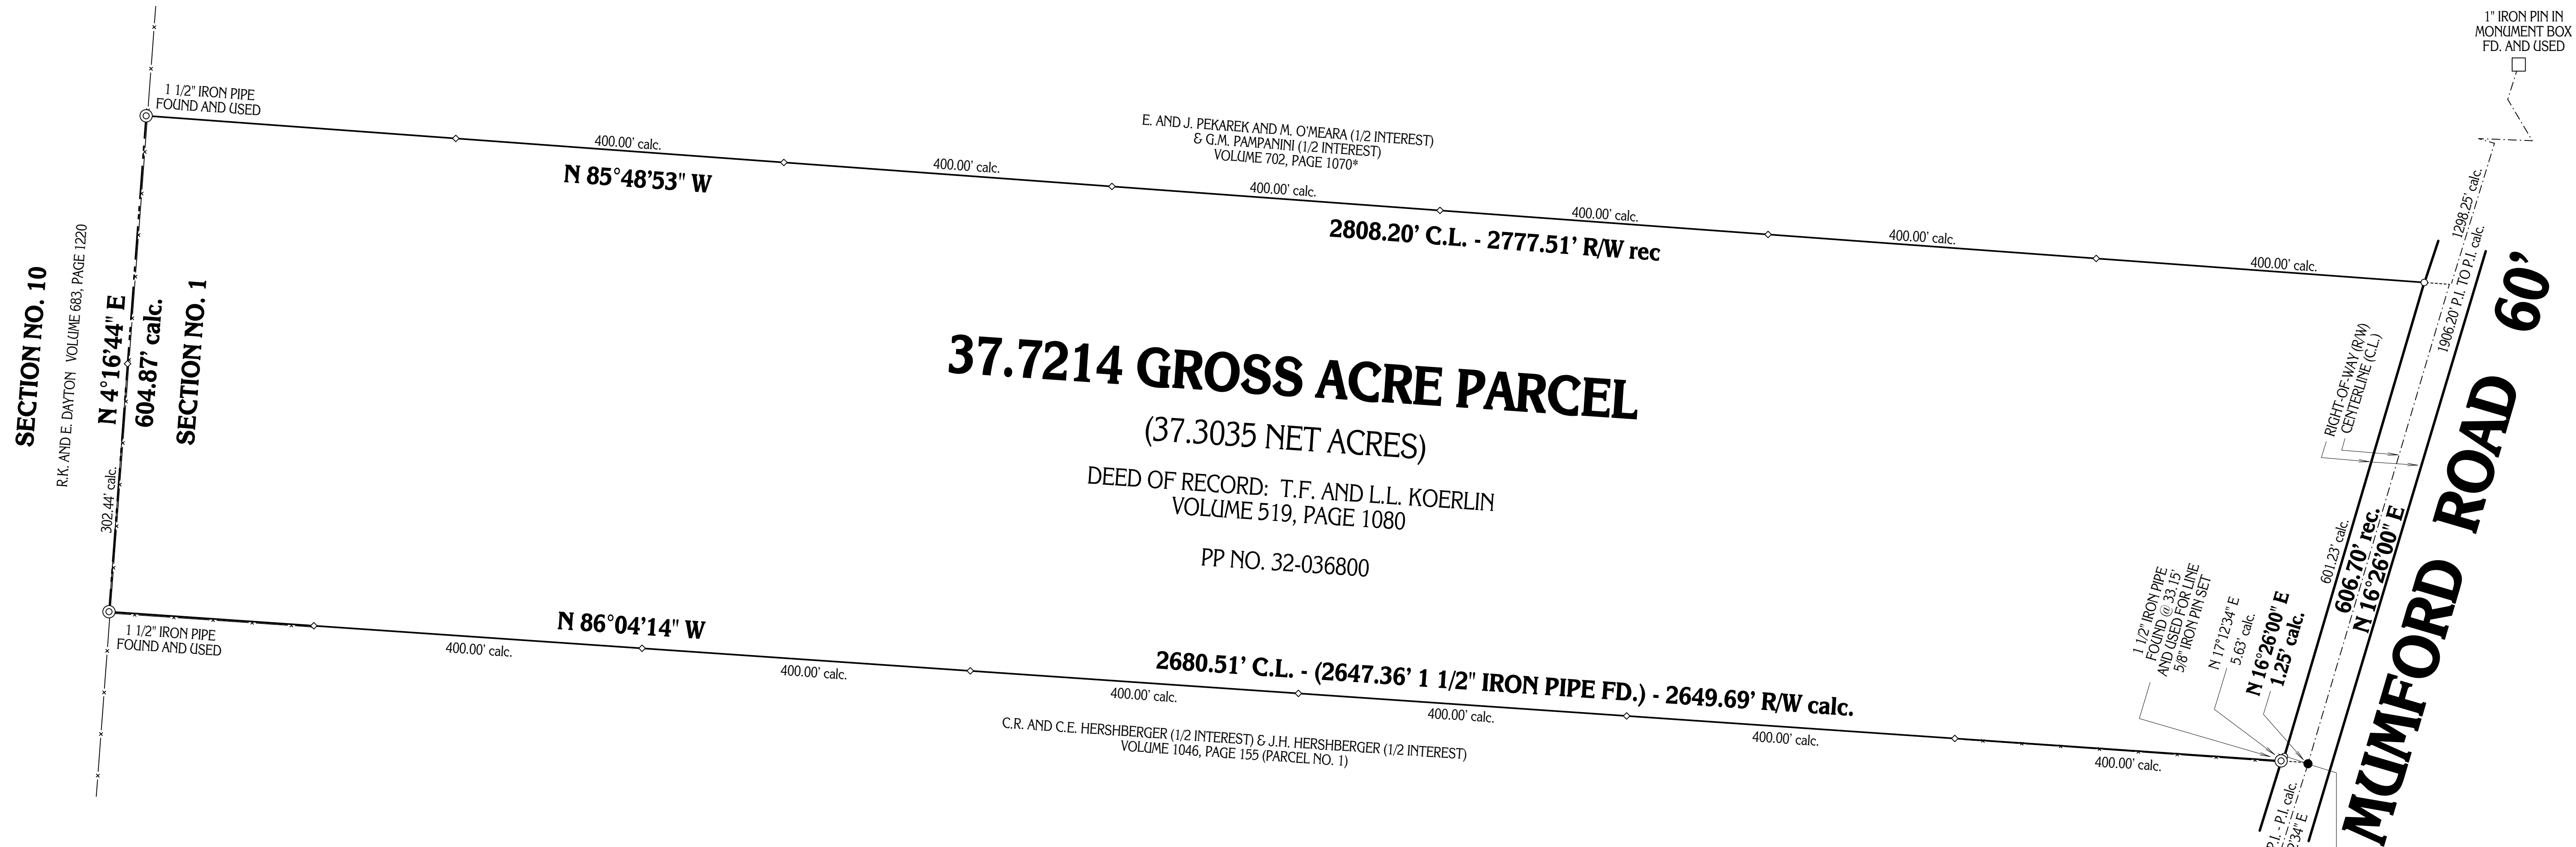 1" IRON PIN IN
MONUMENT BOX
FD. AND USED
1 1/2" IRON PIPE
FOUND AND USED
400.00' calc.
N 85°48'53" W
400.00' calc.
E. AND J. PEKAREK AND M. O'MEARA (1/2 INTEREST)
& G.M. PAMPANINI (1/2 INTEREST)
VOLUME 702, PAGE 1070*
400.00' calc.
400.00' calc.
400.00' calc.
400.00' calc.
2808.20' C.L. - 2777.51' R/W rec
1298.25' calc.
1906.20' P.I. TO P.I. calc.
SECTION NO. 10
R.K. AND E. DAYTON VOLUME 683, PAGE 1220
N 4°16'44" E
604.87' calc.
SECTION NO. 1
302.44' calc.
37.7214 GROSS ACRE PARCEL
(37.3035 NET ACRES)
DEED OF RECORD: T.F. AND L.L. KOERLIN
VOLUME 519, PAGE 1080
PP NO. 32-036800
RIGHT-OF-WAY (R/W)
CENTERLINE (C.L.)
601.23' calc.
606.70' rec.
N 16°26'00" E
MUMFORD ROAD 60'
1 1/2" IRON PIPE
FOUND @ 33.15'
AND USED FOR LINE
5/8" IRON PIN SET
N 17°12'34" E
5.63' calc.
N 16°26'00" E
1.25' calc.
1 1/2" IRON PIPE
FOUND AND USED
N 86°04'14" W
400.00' calc.
400.00' calc.
2680.51' C.L. - (2647.36' 1 1/2" IRON PIPE FD.) - 2649.69' R/W calc.
400.00' calc.
400.00' calc.
400.00' calc.
400.00' calc.
C.R. AND C.E. HERSHBERGER (1/2 INTEREST) & J.H. HERSHBERGER (1/2 INTEREST)
VOLUME 1046, PAGE 155 (PARCEL NO. 1)
P.I. - P.I. calc.
'34" E